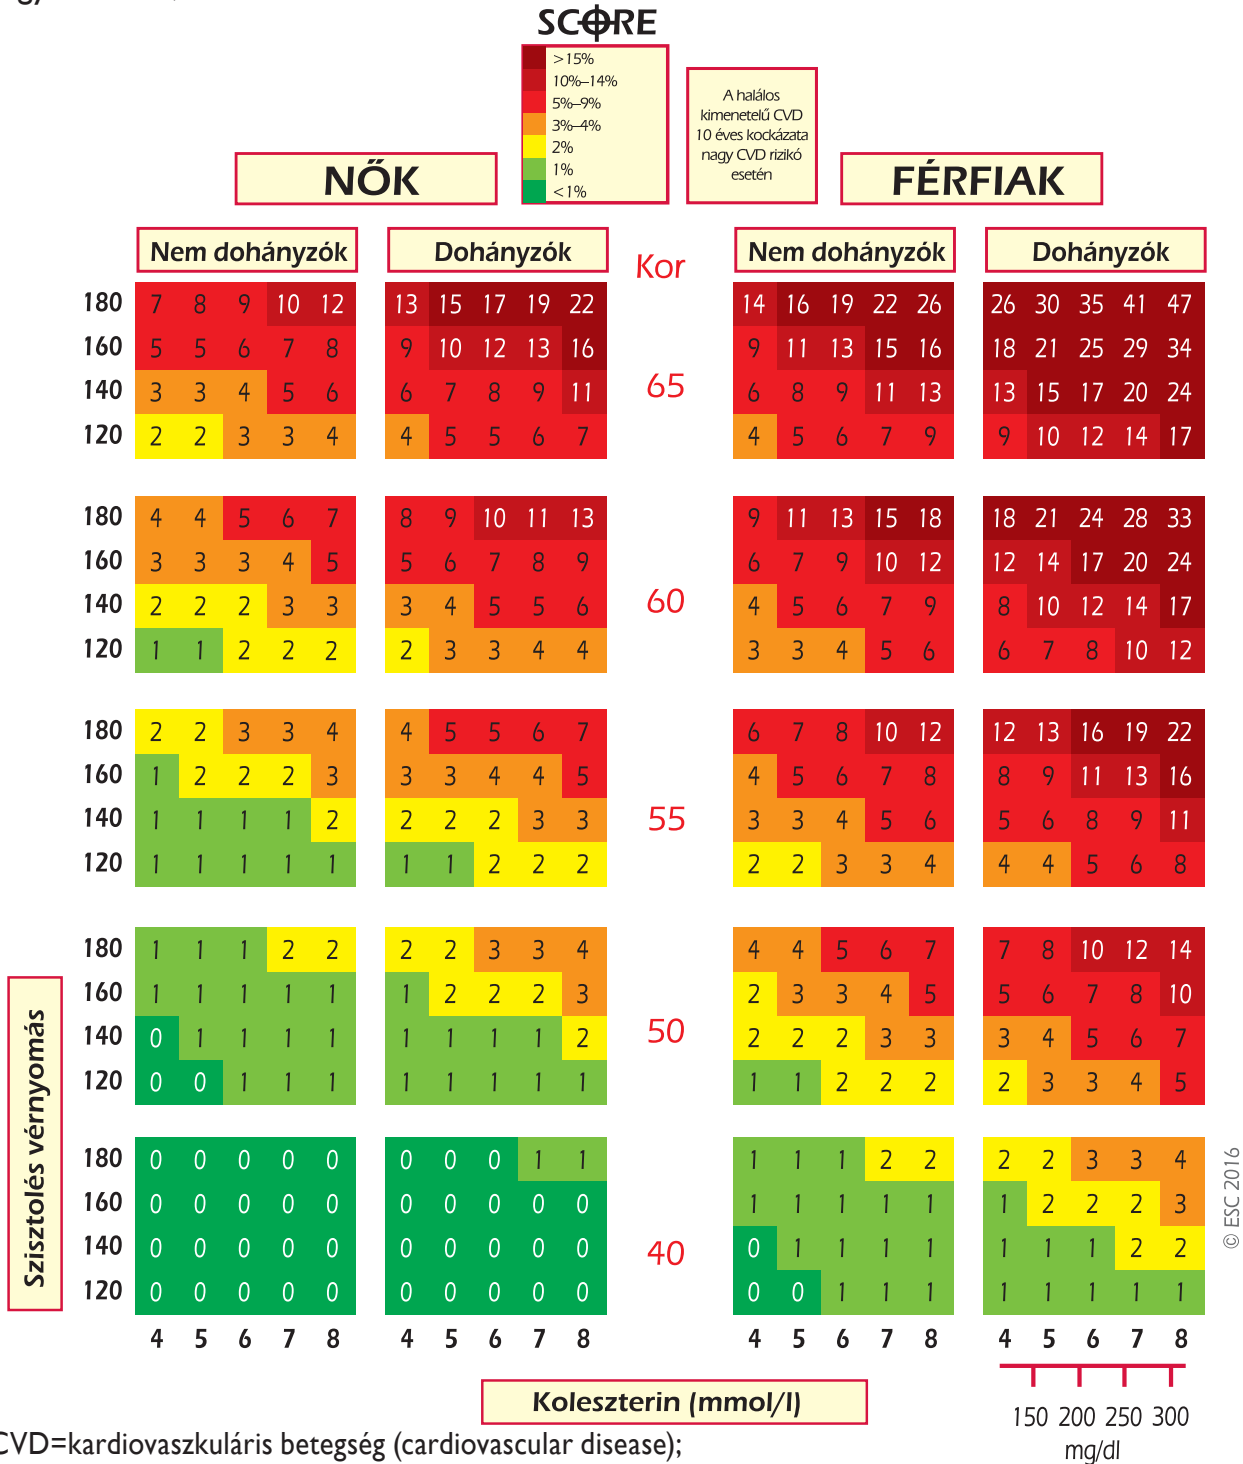 SCORE
>15%
10%–14%
5%–9%
3%–4%
2%
1%
<1%
A halálos
kimenetelű CVD
10 éves kockázata
nagy CVD rizikó
esetén
NŐK
FÉRFIAK
Nem dohányzók
Dohányzók
Kor
Nem dohányzók
Dohányzók
180 7 8 9 10 12 13 15 17 19 22 14 16 19 22 26 26 30 35 41 47
160 5 5 6 7 8 9 10 12 13 16 9 11 13 15 16 18 21 25 29 34
65
140 3 3 4 5 6 6 7 8 9 11 6 8 9 11 13 13 15 17 20 24
120 2 2 3 3 4 4 5 5 6 7 4 5 6 7 9 9 10 12 14 17
180 4 4 5 6 7 8 9 10 11 13 9 11 13 15 18 18 21 24 28 33
160 3 3 3 4 5 5 6 7 8 9 6 7 9 10 12 12 14 17 20 24
60
140 2 2 2 3 3 3 4 5 5 6 4 5 6 7 9 8 10 12 14 17
120 1 1 2 2 2 2 3 3 4 4 3 3 4 5 6 6 7 8 10 12
180 2 2 3 3 4 4 5 5 6 7 6 7 8 10 12 12 13 16 19 22
160 1 2 2 2 3 3 3 4 4 5 4 5 6 7 8 8 9 11 13 16
55
140 1 1 1 1 2 2 2 2 3 3 3 3 4 5 6 5 6 8 9 11
120 1 1 1 1 1 1 1 2 2 2 2 2 3 3 4 4 4 5 6 8
180 1 1 1 2 2 2 2 3 3 4 4 4 5 6 7 7 8 10 12 14
160 1 1 1 1 1 1 2 2 2 3 2 3 3 4 5 5 6 7 8 10
50
140 0 1 1 1 1 1 1 1 1 2 2 2 2 3 3 3 4 5 6 7
120 0 0 1 1 1 1 1 1 1 1 1 1 2 2 2 2 3 3 4 5
180 0 0 0 0 0 0 0 0 1 1 1 1 1 2 2 2 2 3 3 4
160 0 0 0 0 0 0 0 0 0 0 1 1 1 1 1 1 2 2 2 3
40
140 0 0 0 0 0 0 0 0 0 0 0 1 1 1 1 1 1 1 2 2
120 0 0 0 0 0 0 0 0 0 0 0 0 1 1 1 1 1 1 1 1
4 5 6 7 8 4 5 6 7 8 4 5 6 7 8 4 5 6 7 8
Szisztolés vérnyomás
© ESC 2016
Koleszterin (mmol/l)
150 200 250 300
mg/dl
CVD=kardiovaszkuláris betegség (cardiovascular disease);